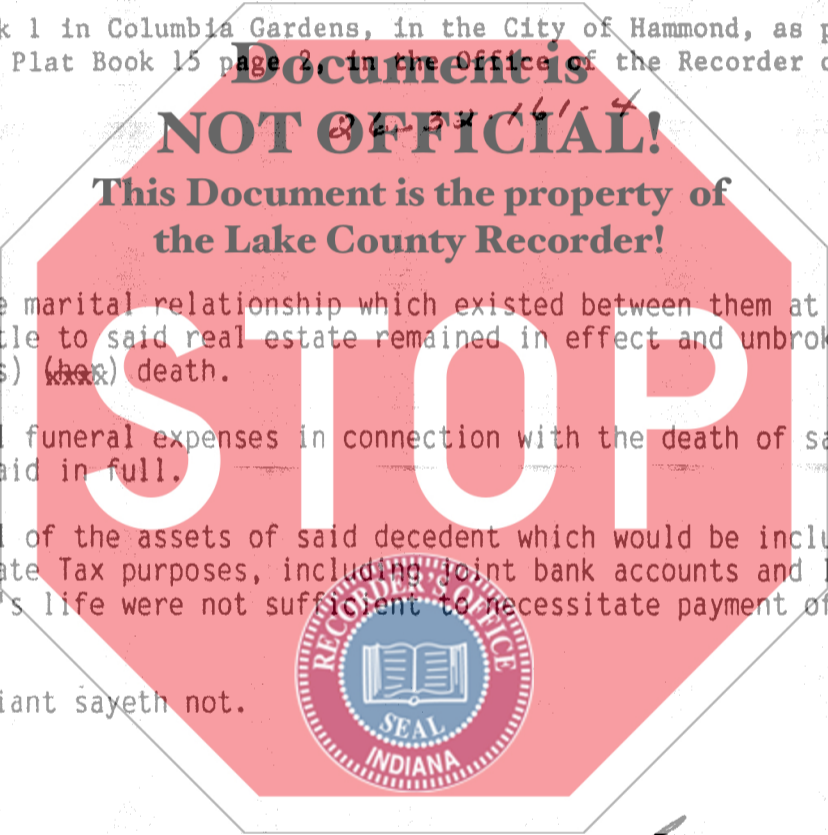 k 1 in Columbia Gardens, in the City of Hammond, as p
Plat Book 15 page 2, in the Office of the Recorder o
Document is
NOT OFFICIAL!
26-32-161-4
This Document is the property of
the Lake County Recorder!
e marital relationship which existed between them at
tle to said real estate remained in effect and unbrok
s) (her) death.
STOP
l funeral expenses in connection with the death of sa
aid in full.
l of the assets of said decedent which would be inclu
ate Tax purposes, including joint bank accounts and l
's life were not sufficient to necessitate payment of
iant sayeth not.
RECORDER'S OFFICE
SEAL
INDIANA